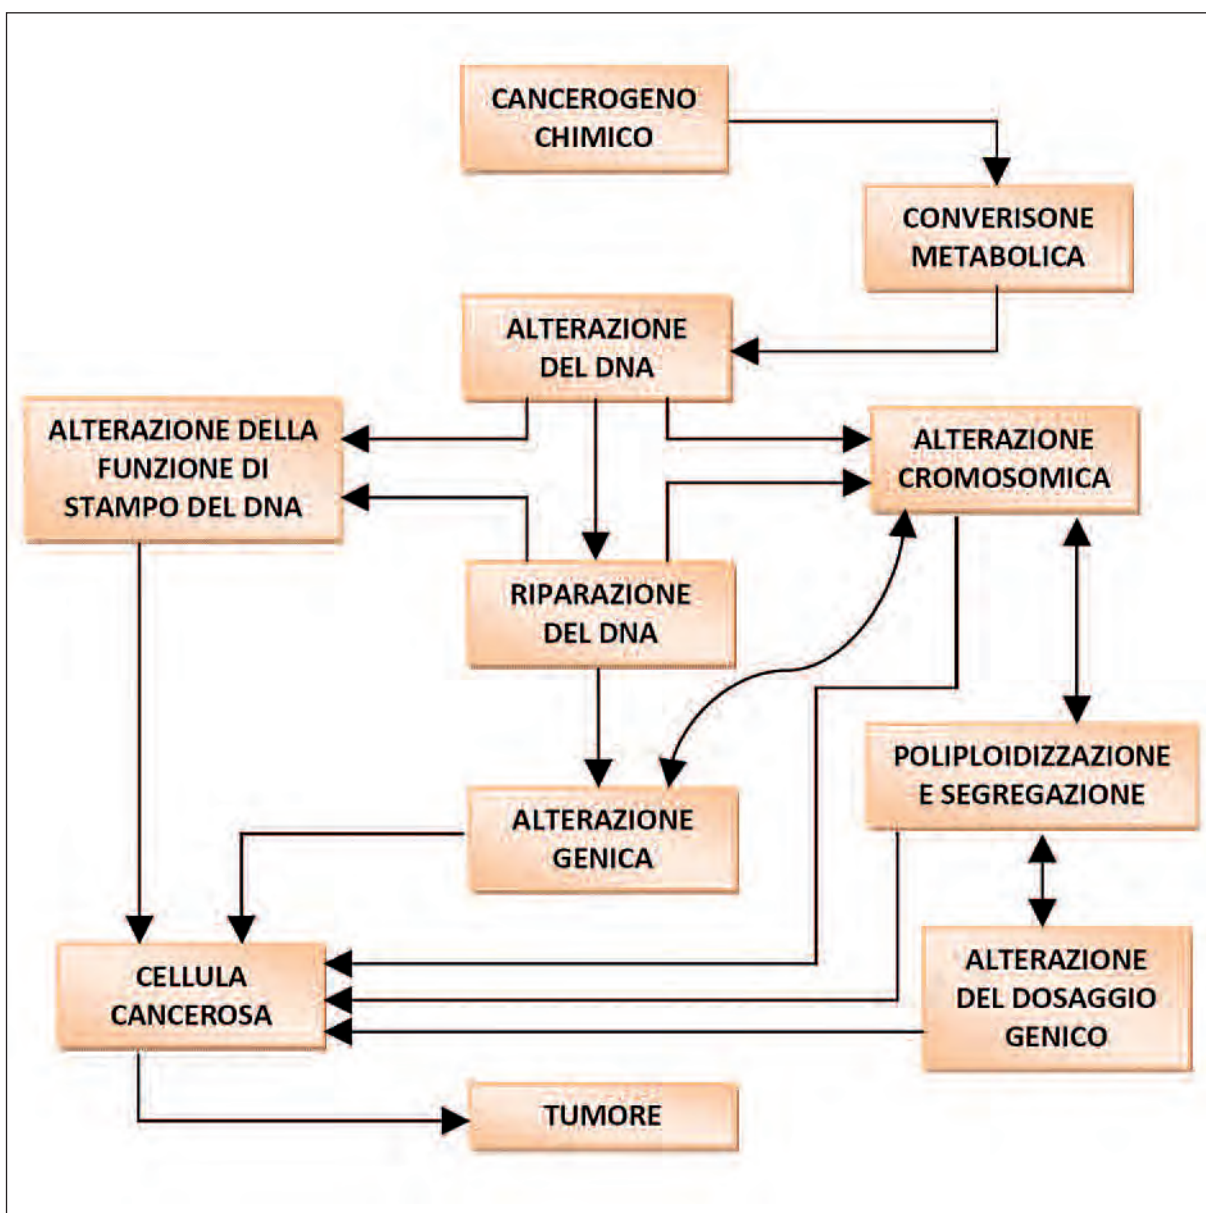 CANCEROGENO
CHIMICO
CONVERISONE
METABOLICA
ALTERAZIONE
DEL DNA
ALTERAZIONE DELLA
FUNZIONE DI
STAMPO DEL DNA
ALTERAZIONE
CROMOSOMICA
RIPARAZIONE
DEL DNA
POLIPLOIDIZZAZIONE
E SEGREGAZIONE
ALTERAZIONE
GENICA
CELLULA
CANCEROSA
ALTERAZIONE
DEL DOSAGGIO
GENICO
TUMORE